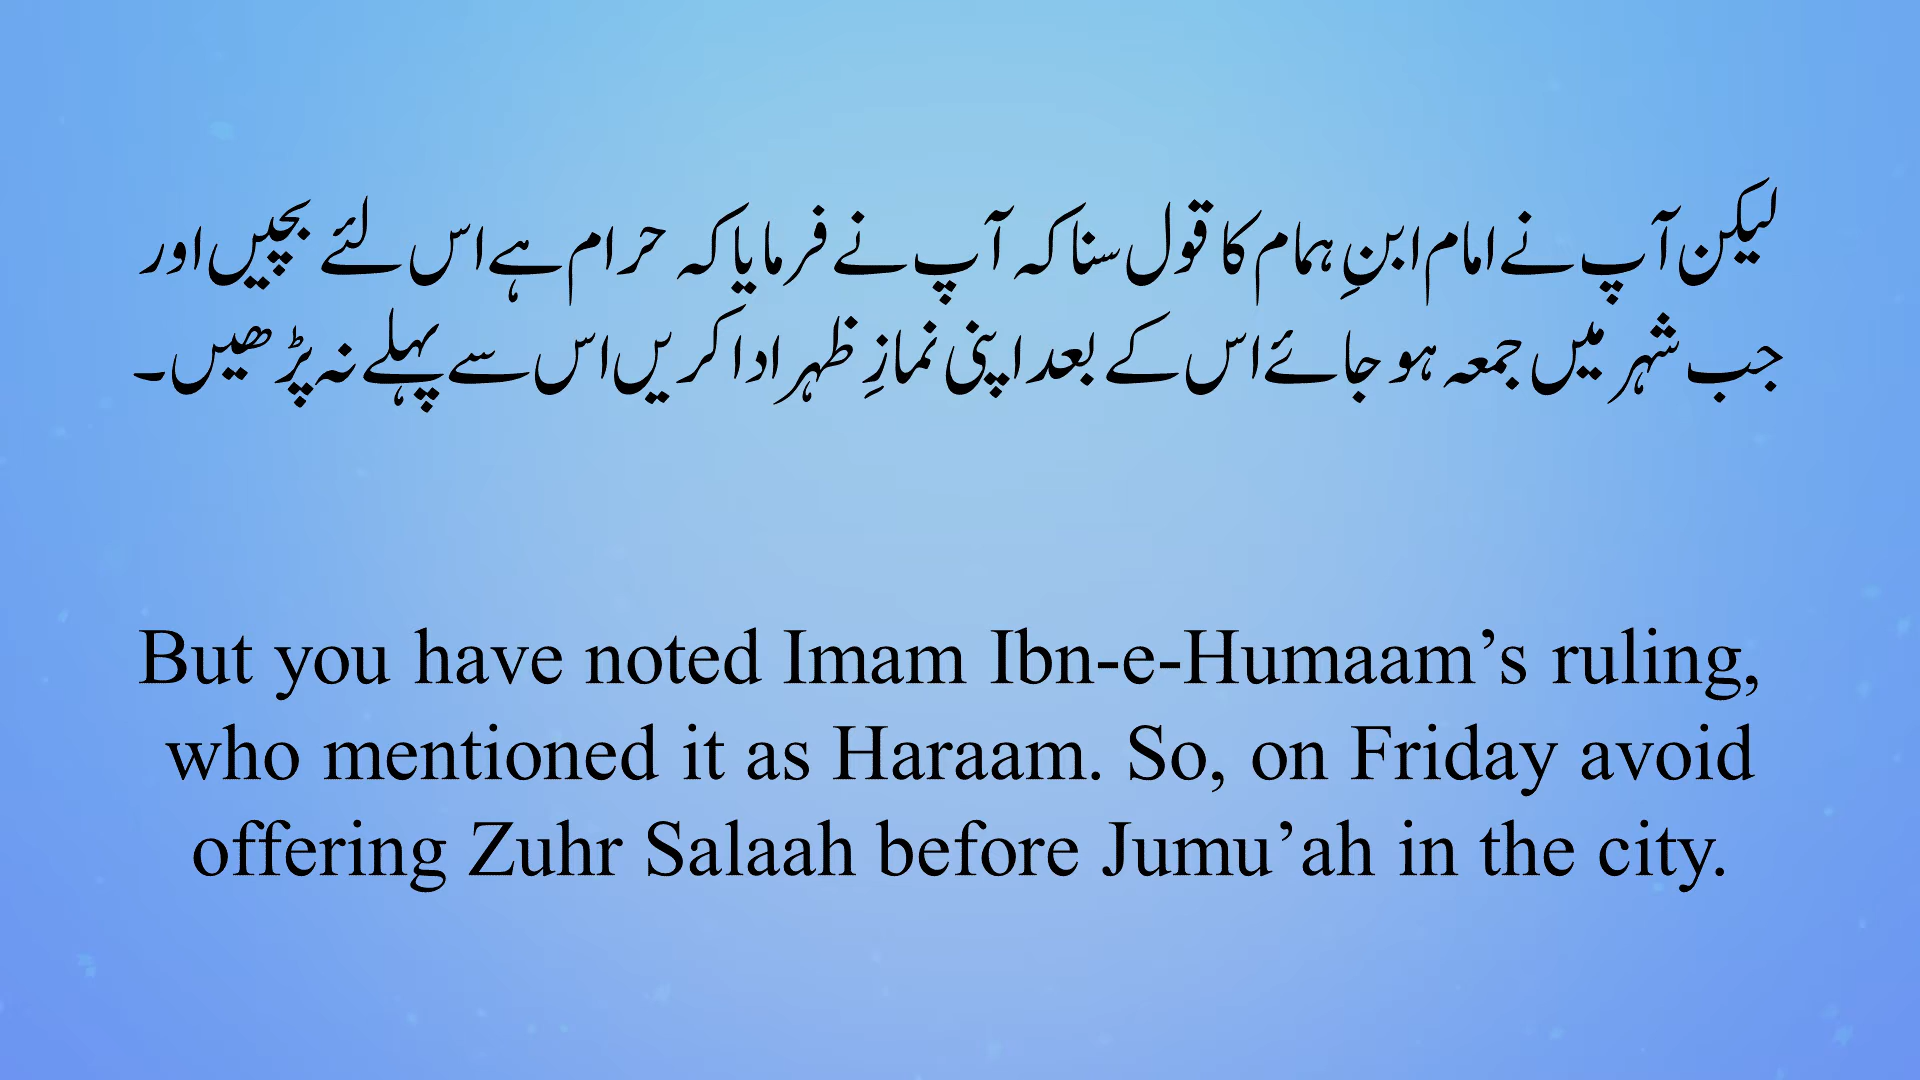 لیکن آپ نے امام ابنِ ہمام کا قول سنا کہ آپ نے فرمایا کہ حرام ہے اس لئے بچیں اور
جب شہر میں جمعہ ہو جائے اس کے بعد اپنی نمازِ ظہر ادا کریں اس سے پہلے نہ پڑھیں۔
But you have noted Imam Ibn-e-Humaam’s ruling,
who mentioned it as Haraam. So, on Friday avoid
offering Zuhr Salaah before Jumu’ah in the city.